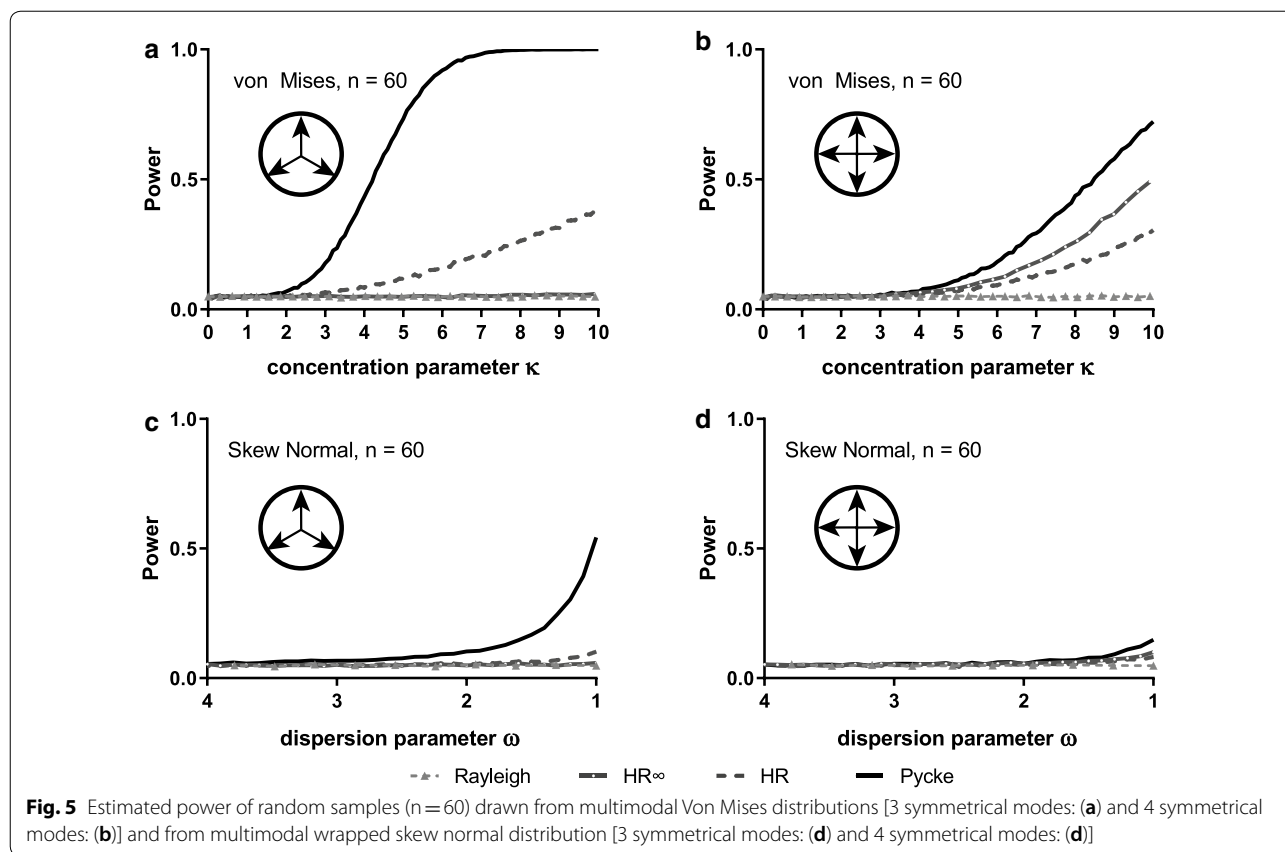 a
b
1.0
0.5
0.0
Power
von Mises, n = 60
0 1 2 3 4 5 6 7 8 9 10
concentration parameter κ
1.0
0.5
0.0
Power
von Mises, n = 60
0 1 2 3 4 5 6 7 8 9 10
concentration parameter κ
c
d
1.0
0.5
0.0
Power
Skew Normal, n = 60
4 3 2 1
dispersion parameter ω
1.0
0.5
0.0
Power
Skew Normal, n = 60
4 3 2 1
dispersion parameter ω
Rayleigh HR∞ HR Pycke
Fig. 5 Estimated power of random samples (n=60) drawn from multimodal Von Mises distributions [3 symmetrical modes: (a) and 4 symmetrical
modes: (b)] and from multimodal wrapped skew normal distribution [3 symmetrical modes: (d) and 4 symmetrical modes: (d)]